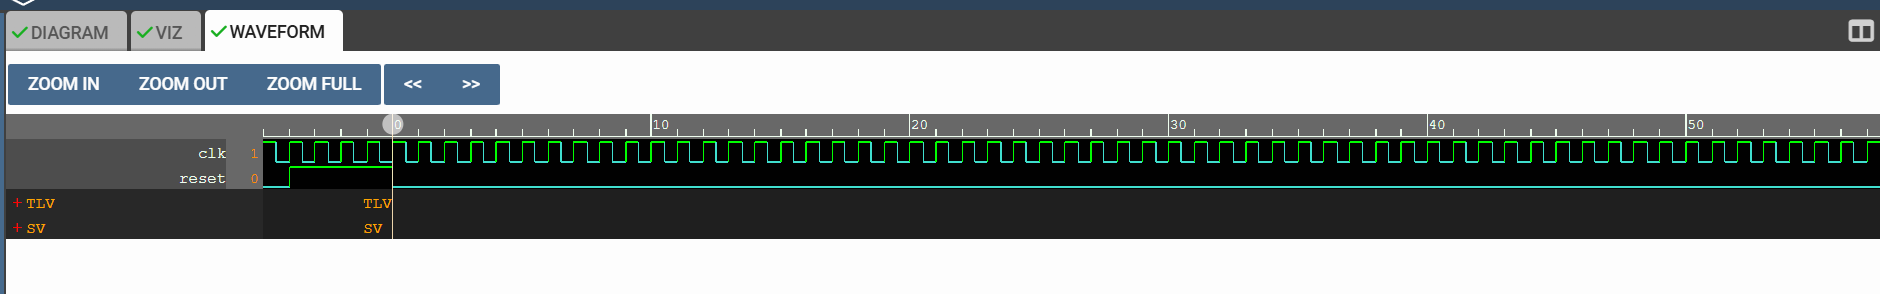 DIAGRAM VIZ WAVEFORM
ZOOM IN ZOOM OUT ZOOM FULL << >>
0 10 20 30 40 50
clk 1
reset 0
+ TLV TLV
+ SV SV